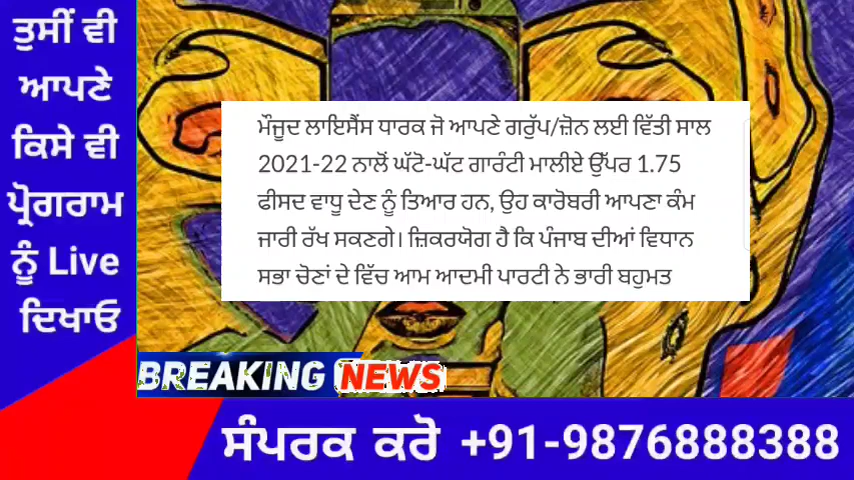 ਤੁਸੀਂ ਵੀ
ਆਪਣੇ
ਕਿਸੇ ਵੀ
ਪ੍ਰੋਗਰਾਮ
ਨੂੰ Live
ਦਿਖਾਓ
ਮੌਜੂਦ ਲਾਇਸੈਂਸ ਧਾਰਕ ਜੋ ਆਪਣੇ ਗਰੁੱਪ/ਜ਼ੋਨ ਲਈ ਵਿੱਤੀ ਸਾਲ
2021-22 ਨਾਲੋਂ ਘੱਟੋ-ਘੱਟ ਗਾਰੰਟੀ ਮਾਲੀਏ ਉੱਪਰ 1.75
ਫੀਸਦ ਵਾਧੂ ਦੇਣ ਨੂੰ ਤਿਆਰ ਹਨ, ਉਹ ਕਾਰੋਬਰੀ ਆਪਣਾ ਕੰਮ
ਜਾਰੀ ਰੱਖ ਸਕਣਗੇ। ਜ਼ਿਕਰਯੋਗ ਹੈ ਕਿ ਪੰਜਾਬ ਦੀਆਂ ਵਿਧਾਨ
ਸਭਾ ਚੋਣਾਂ ਦੇ ਵਿੱਚ ਆਮ ਆਦਮੀ ਪਾਰਟੀ ਨੇ ਭਾਰੀ ਬਹੁਮਤ
BREAKING NEWS
ਸੰਪਰਕ ਕਰੋ +91-9876888388